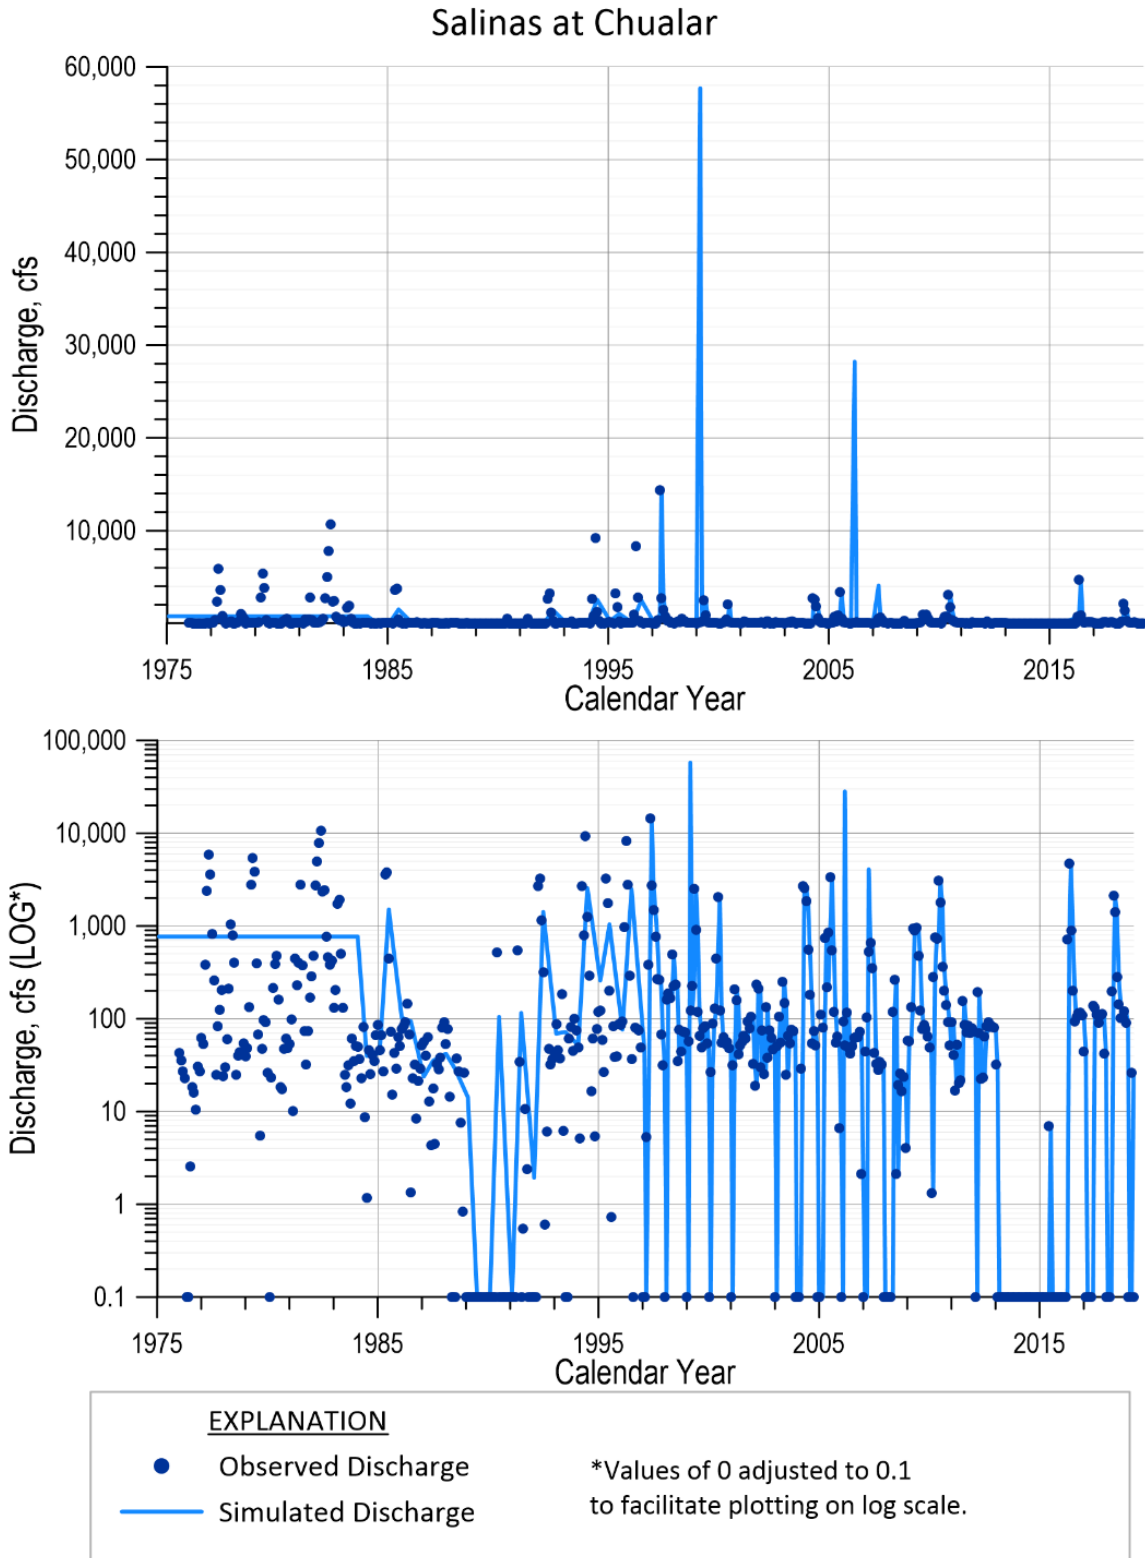 Salinas at Chualar
60,000
50,000
40,000
30,000
20,000
10,000
Discharge, cfs
1975 1985 1995 2005 2015
Calendar Year
100,000
10,000
1,000
100
10
1
0.1
Discharge, cfs (LOG*)
1975 1985 1995 2005 2015
Calendar Year
EXPLANATION
Observed Discharge
Simulated Discharge
*Values of 0 adjusted to 0.1
to facilitate plotting on log scale.